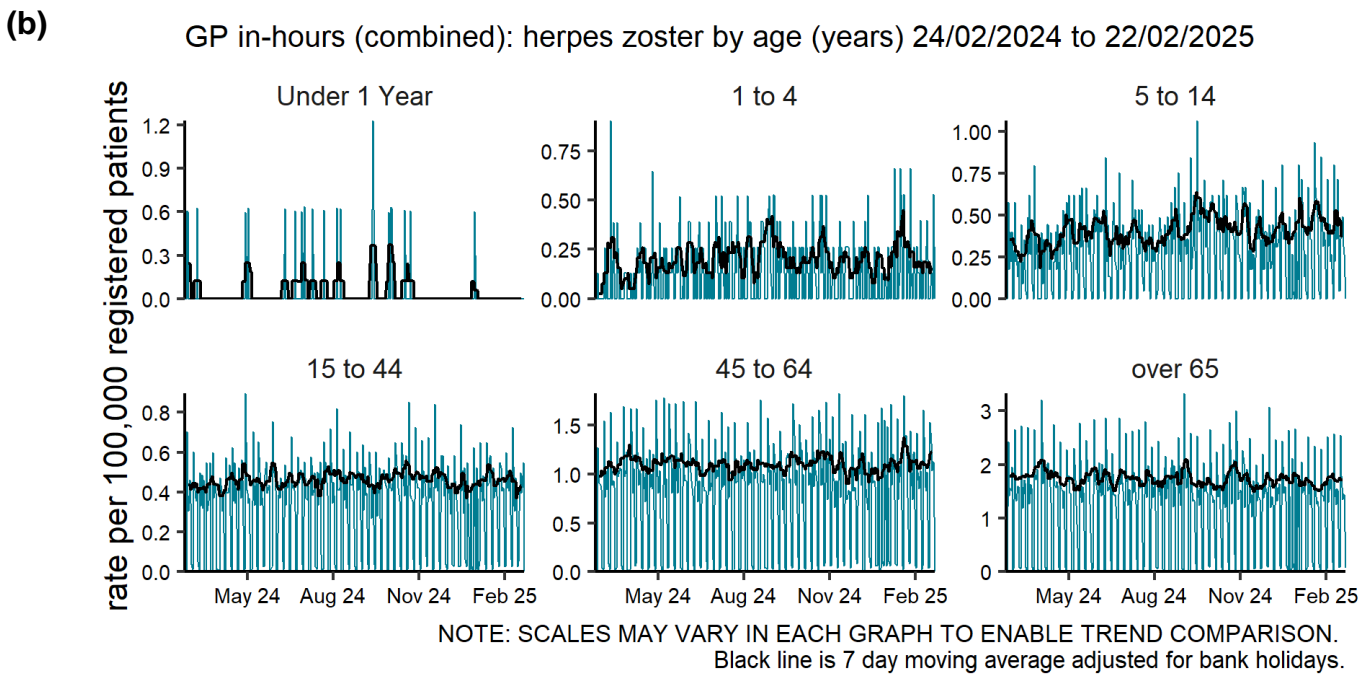 (b)
GP in-hours (combined): herpes zoster by age (years) 24/02/2024 to 22/02/2025
rate per 100,000 registered patients
Under 1 Year
1.2
0.9
0.6
0.3
0.0
1 to 4
0.75
0.50
0.25
0.00
5 to 14
1.00
0.75
0.50
0.25
0.00
15 to 44
0.8
0.6
0.4
0.2
0.0
May 24 Aug 24 Nov 24 Feb 25
45 to 64
1.5
1.0
0.5
0.0
May 24 Aug 24 Nov 24 Feb 25
over 65
3
2
1
0
May 24 Aug 24 Nov 24 Feb 25
NOTE: SCALES MAY VARY IN EACH GRAPH TO ENABLE TREND COMPARISON.
Black line is 7 day moving average adjusted for bank holidays.